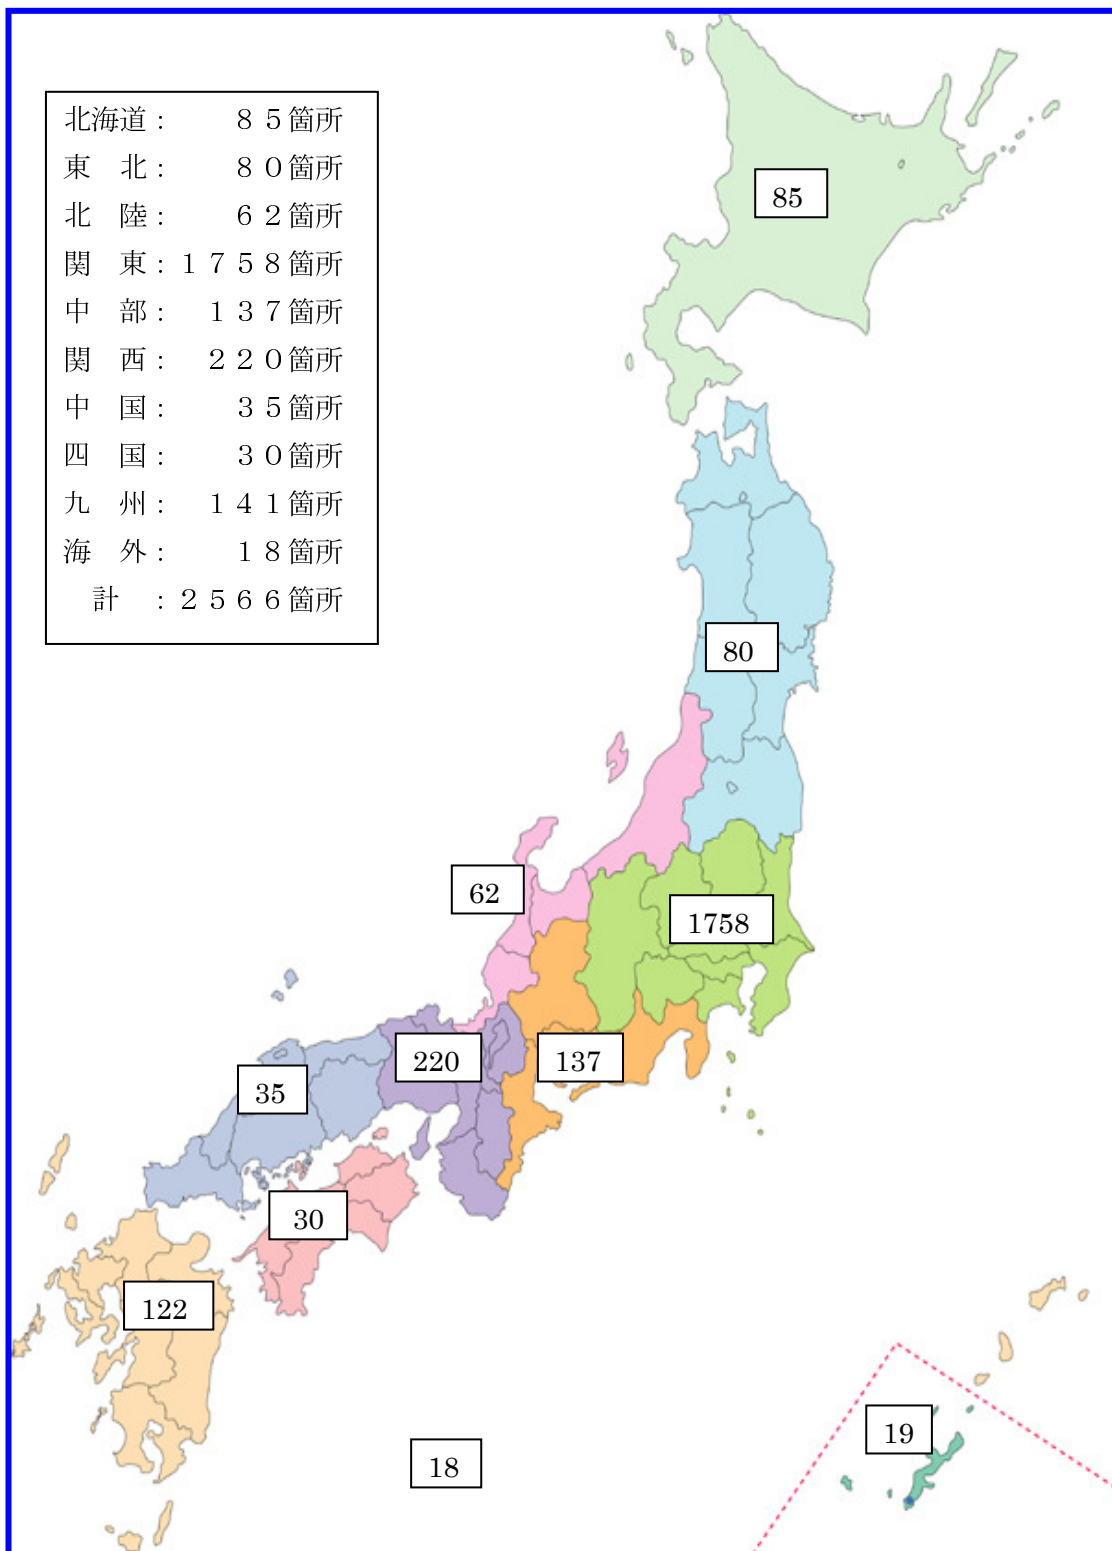 北海道：　　８５箇所
東　北：　　８０箇所
北　陸：　　６２箇所
関　東：１７５８箇所
中　部：　１３７箇所
関　西：　２２０箇所
中　国：　　３５箇所
四　国：　　３０箇所
九　州：　１４１箇所
海　外：　　１８箇所
計　：２５６６箇所
85
80
62
1758
220
137
35
30
122
19
18